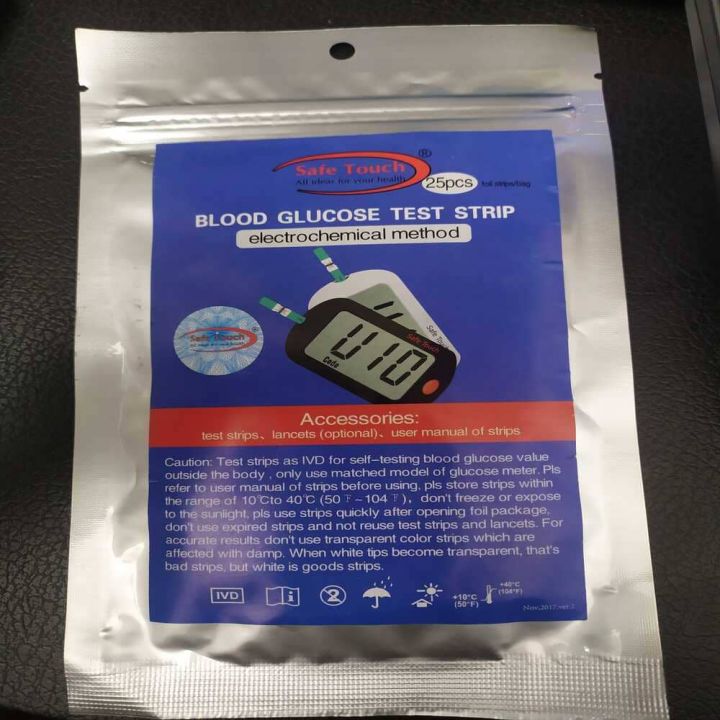 Safe Touch ®
All ideas for your health
25pcs foil strips/bag
BLOOD GLUCOSE TEST STRIP
electrochemical method
Safe Touch
Safe Touch
U10
Code
Safe Touch ®
Accessories:
test strips、lancets (optional)、user manual of strips
Caution: Test strips as IVD for self-testing blood glucose value
outside the body , only use matched model of glucose meter. Pls
refer to user manual of strips before using, pls store strips within
the range of 10℃to 40℃ (50℉~104℉), don't freeze or expose
to the sunlight, pls use strips quickly after opening foil package,
don't use expired strips and not reuse test strips and lancets. For
accurate results don't use transparent color strips which are
affected with damp. When white tips become transparent, that's
bad strips, but white is goods strips.
IVD
i
2
+10°C
(50°F)
+40°C
(104°F)
Nov,2017.ver.2